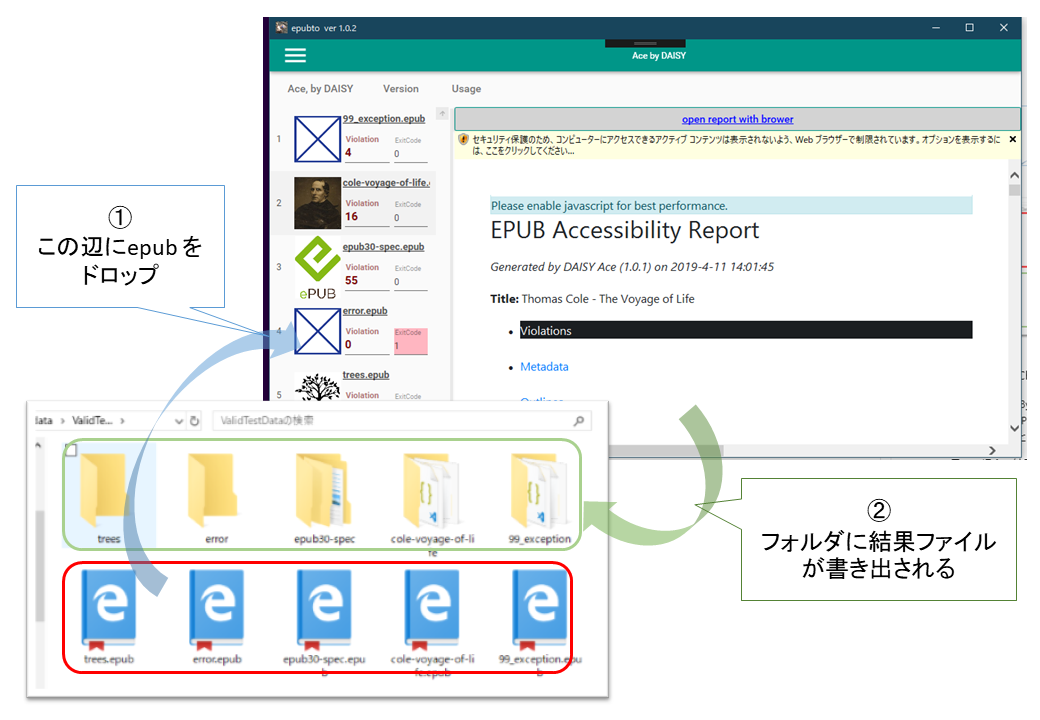 epubto ver 1.0.2
Ace by DAISY
Ace, by DAISY Version Usage
1
99_exception.epub
Violation ExitCode
4 0
2
cole-voyage-of-life.
Violation ExitCode
16 0
3
ePUB
epub30-spec.epub
Violation ExitCode
55 0
4
error.epub
Violation ExitCode
0 1
5
trees.epub
Violation ExitCode
open report with brower
セキュリティ保護のため、コンピューターにアクセスできるアクティブ コンテンツは表示されないよう、Web ブラウザーで制限されています。オプションを表示するに
は、ここをクリックしてください...
Please enable javascript for best performance.
EPUB Accessibility Report
Generated by DAISY Ace (1.0.1) on 2019-4-11 14:01:45
Title: Thomas Cole - The Voyage of Life
Violations
Metadata
Outlines
①
この辺にepubを
ドロップ
data > ValidTe... >
ValidTestDataの検索
trees
error
epub30-spec
cole-voyage-of-li
fe
99_exception
trees.epub
error.epub
epub30-spec.epu
b
cole-voyage-of-li
fe.epub
99_exception.epu
b
②
フォルダに結果ファイル
が書き出される